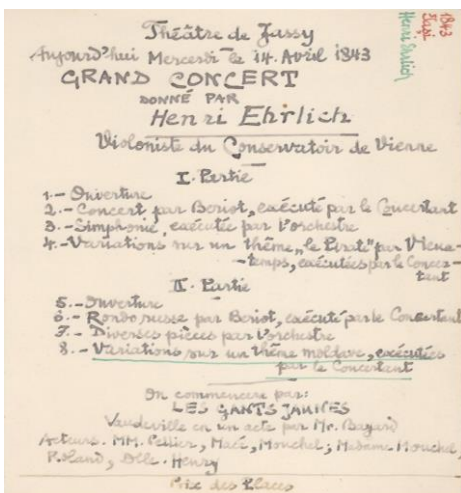 Théâtre de Jassy
Aujourd'hui Mercredi le 14. Avril 1843
GRAND CONCERT
DONNÉ PAR
Henri Ehrlich
Violoniste du Conservatoir de Vienne
I. Partie
1.- Ouverture
2.- Concert par Beriot, exécuté par le Concertant
3.- Simphonie, exécutée par l'orchestre
4.- Variations sur un thème „le Pirate" par Vieux-
-temps, exécutées par le Concer-
tant
II. Partie
5.- Ouverture
6.- Rondo russe par Beriot, exécuté par le Concertant
7.- Diverses pièces par l'orchestre
8.- Variations sur un thème moldave, exécutées
par le Concertant
On commencera par:
LES GANTS JAUNES
Vaudeville en un acte par Mr. Bayard
Acteurs. MM. Pellier, Macé, Mouchel; Madame Mouchel,
Roland, Dlle. Henry
Prix des Places
1843
Iaşi
Henri Ehrlich